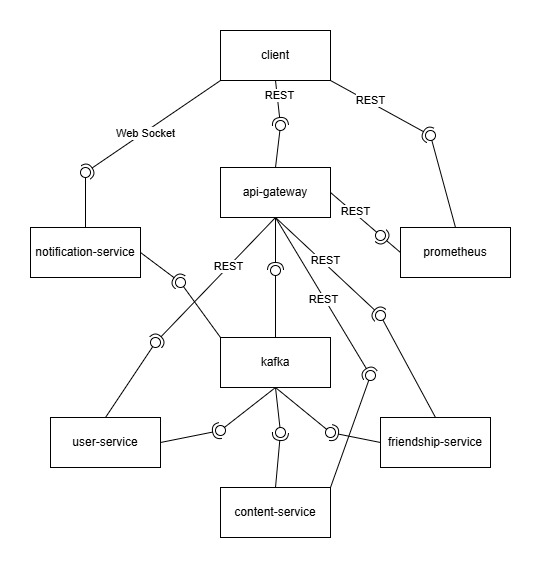 client
REST
REST
Web Socket
api-gateway
REST
notification-service
prometheus
REST
REST
REST
kafka
user-service
friendship-service
content-service